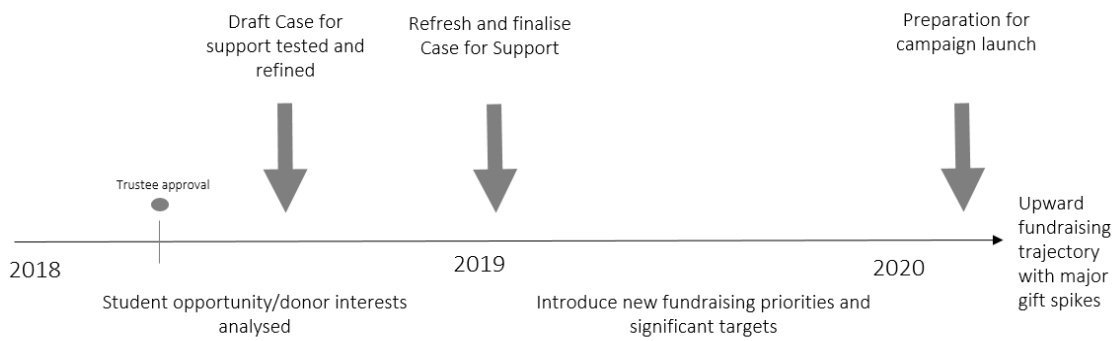 Draft Case for
support tested and
refined
Refresh and finalise
Case for Support
Preparation for
campaign launch
Trustee approval
Upward
fundraising
trajectory
with major
gift spikes
2018
2019
2020
Student opportunity/donor interests
analysed
Introduce new fundraising priorities and
significant targets